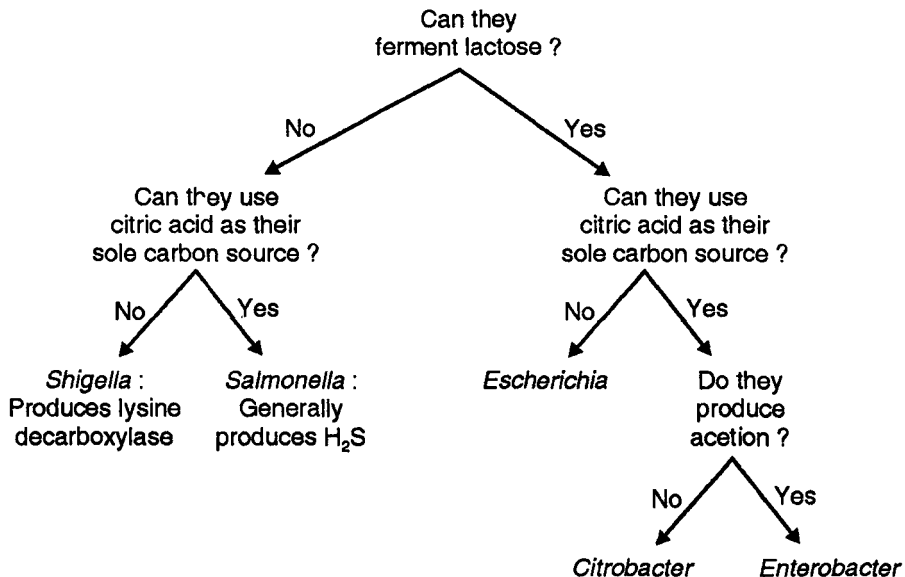 Can they
ferment lactose ?
No
Yes
Can they use
citric acid as their
sole carbon source ?
Can they use
citric acid as their
sole carbon source ?
No
Yes
No
Yes
Shigella :
Produces lysine
decarboxylase
Salmonella :
Generally
produces H₂S
Escherichia
Do they
produce
acetion ?
No
Yes
Citrobacter
Enterobacter